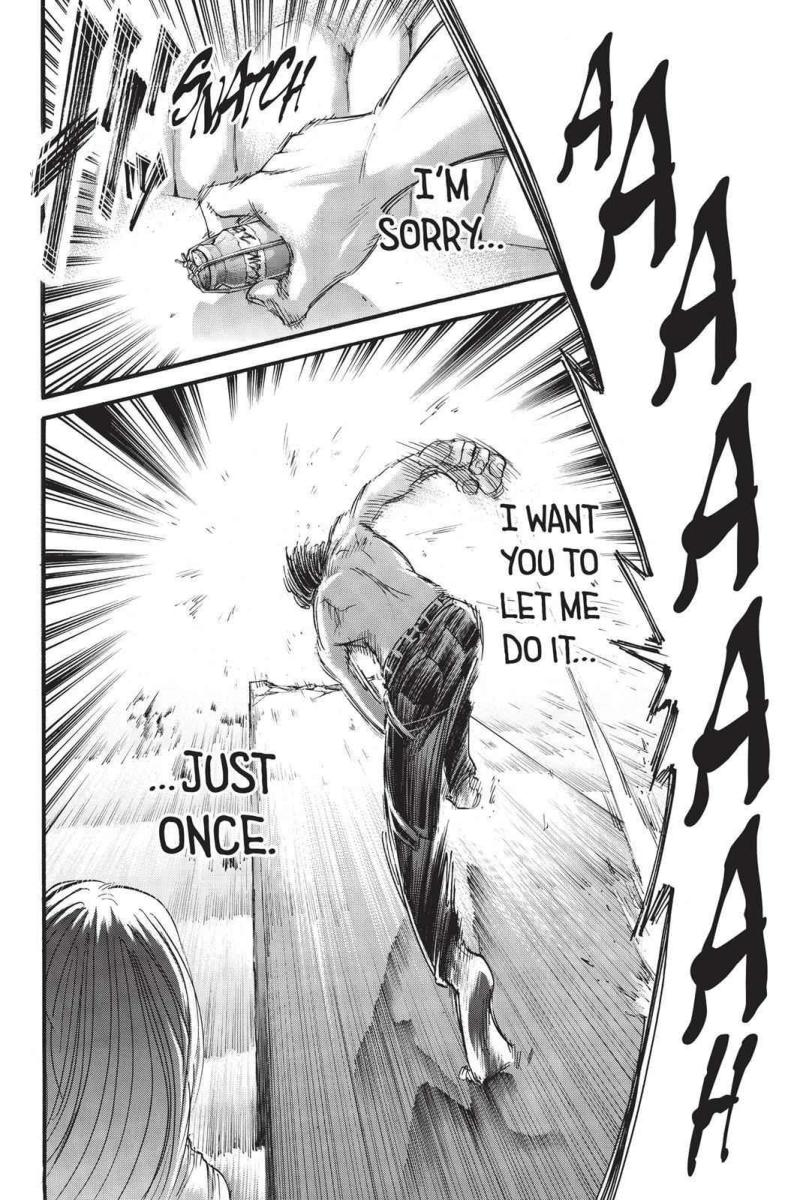 SNATCH
I'M
SORRY...
I WANT
YOU TO
LET ME
DO IT...
...JUST
ONCE.
AAAAAAAH